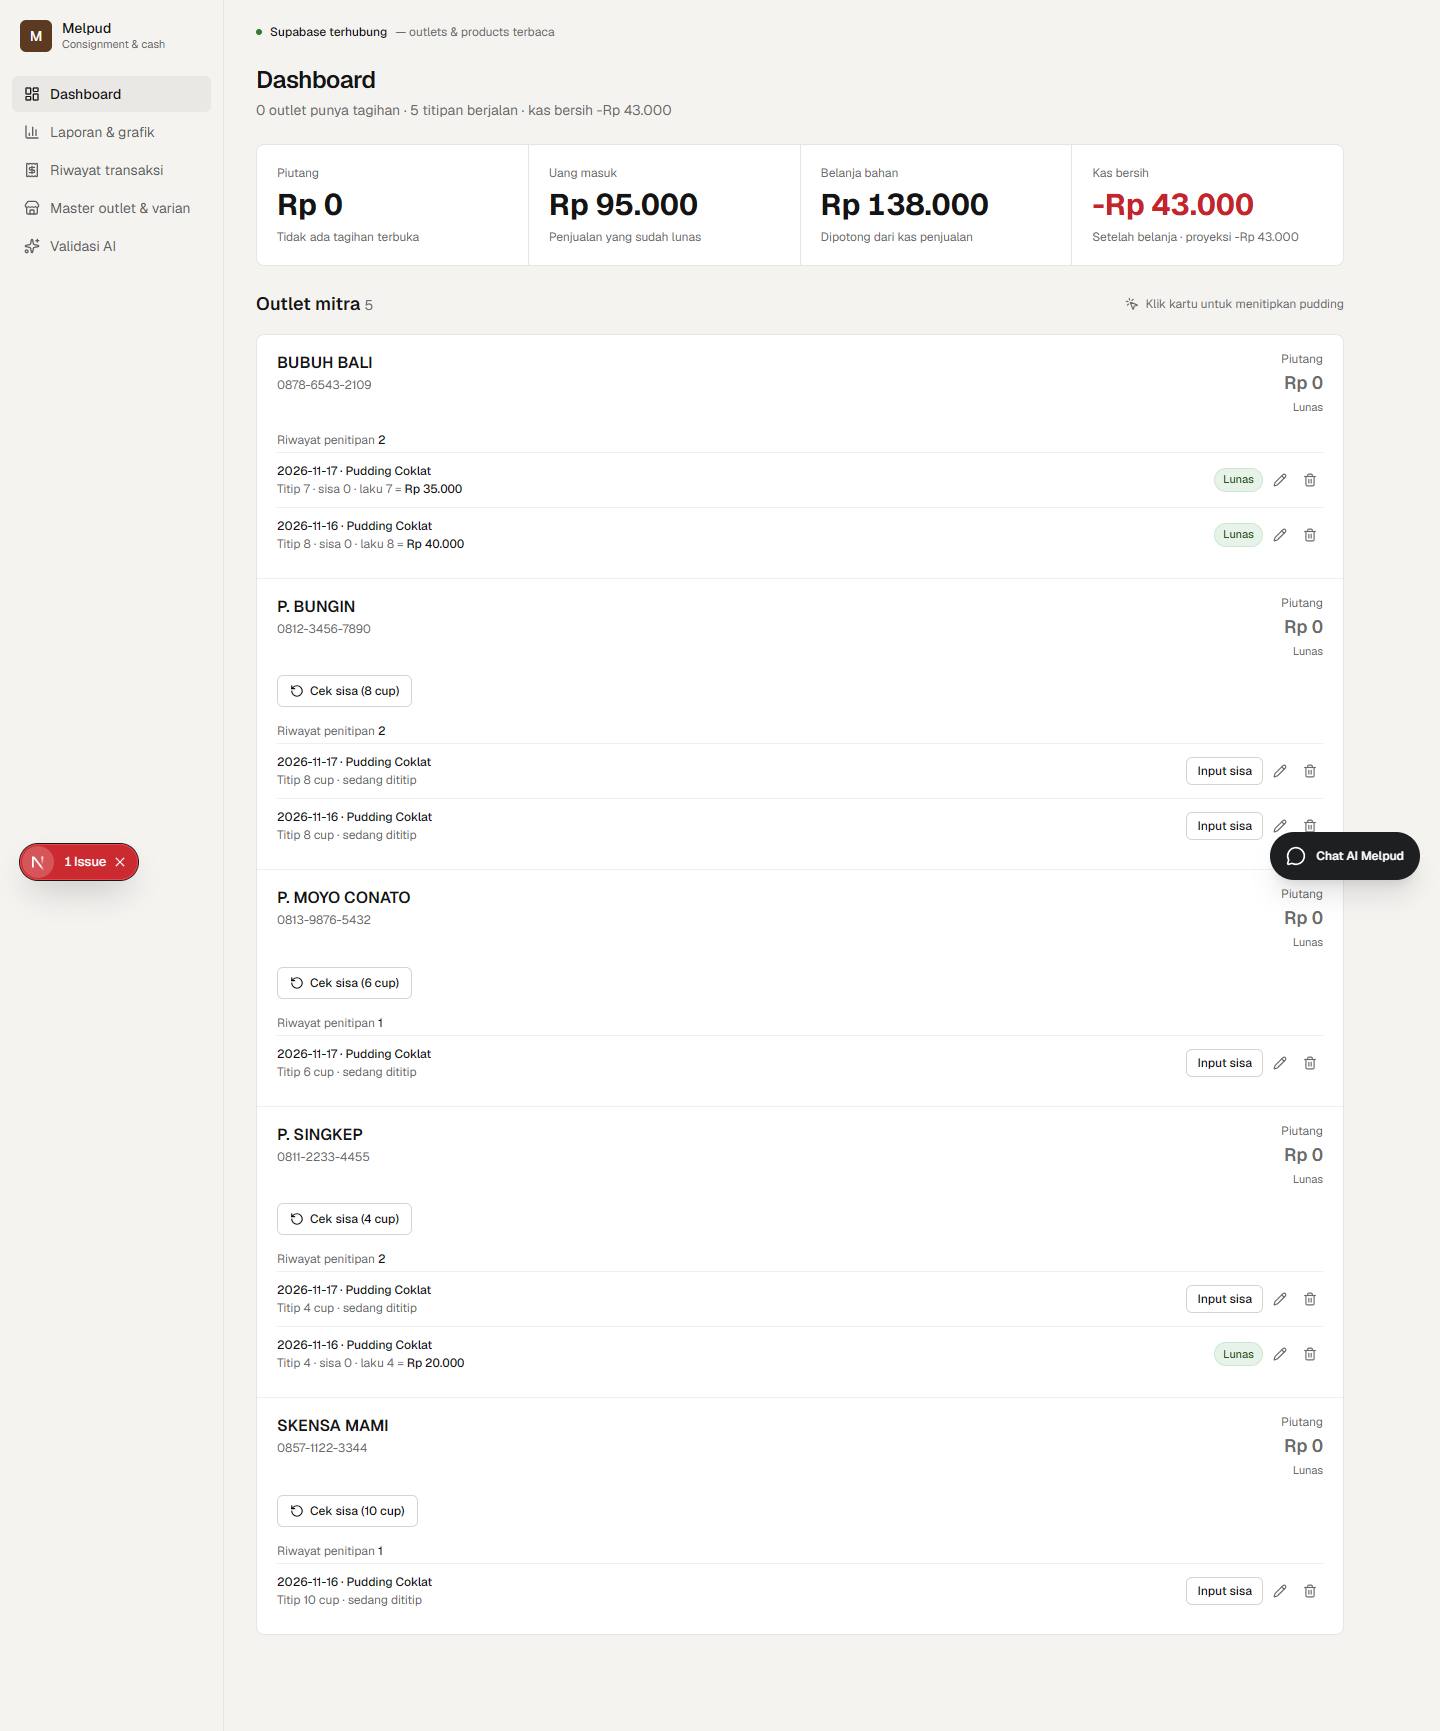 M
Melpud
Consignment & cash
Dashboard
Laporan & grafik
Riwayat transaksi
Master outlet & varian
Validasi AI
1 Issue
Supabase terhubung — outlets & products terbaca
Dashboard
0 outlet punya tagihan · 5 titipan berjalan · kas bersih -Rp 43.000
Piutang
Rp 0
Tidak ada tagihan terbuka
Uang masuk
Rp 95.000
Penjualan yang sudah lunas
Belanja bahan
Rp 138.000
Dipotong dari kas penjualan
Kas bersih
-Rp 43.000
Setelah belanja · proyeksi -Rp 43.000
Outlet mitra 5
Klik kartu untuk menitipkan pudding
BUBUH BALI
0878-6543-2109
Piutang
Rp 0
Lunas
Riwayat penitipan 2
2026-11-17 · Pudding Coklat
Titip 7 · sisa 0 · laku 7 = Rp 35.000
Lunas
2026-11-16 · Pudding Coklat
Titip 8 · sisa 0 · laku 8 = Rp 40.000
Lunas
P. BUNGIN
0812-3456-7890
Piutang
Rp 0
Lunas
Cek sisa (8 cup)
Riwayat penitipan 2
2026-11-17 · Pudding Coklat
Titip 8 cup · sedang dititip
Input sisa
2026-11-16 · Pudding Coklat
Titip 8 cup · sedang dititip
Input sisa
Chat AI Melpud
P. MOYO CONATO
0813-9876-5432
Piutang
Rp 0
Lunas
Cek sisa (6 cup)
Riwayat penitipan 1
2026-11-17 · Pudding Coklat
Titip 6 cup · sedang dititip
Input sisa
P. SINGKEP
0811-2233-4455
Piutang
Rp 0
Lunas
Cek sisa (4 cup)
Riwayat penitipan 2
2026-11-17 · Pudding Coklat
Titip 4 cup · sedang dititip
Input sisa
2026-11-16 · Pudding Coklat
Titip 4 · sisa 0 · laku 4 = Rp 20.000
Lunas
SKENSA MAMI
0857-1122-3344
Piutang
Rp 0
Lunas
Cek sisa (10 cup)
Riwayat penitipan 1
2026-11-16 · Pudding Coklat
Titip 10 cup · sedang dititip
Input sisa